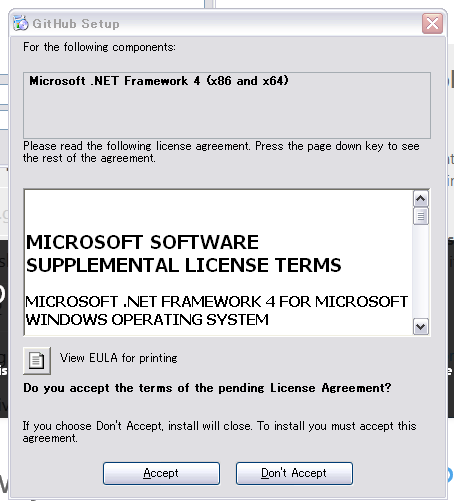 GitHub Setup
For the following components:
Microsoft .NET Framework 4 (x86 and x64)
Please read the following license agreement. Press the page down key to see
the rest of the agreement.
MICROSOFT SOFTWARE
SUPPLEMENTAL LICENSE TERMS
MICROSOFT .NET FRAMEWORK 4 FOR MICROSOFT
WINDOWS OPERATING SYSTEM
View EULA for printing
Do you accept the terms of the pending License Agreement?
If you choose Don't Accept, install will close. To install you must accept this
agreement.
Accept
Don't Accept